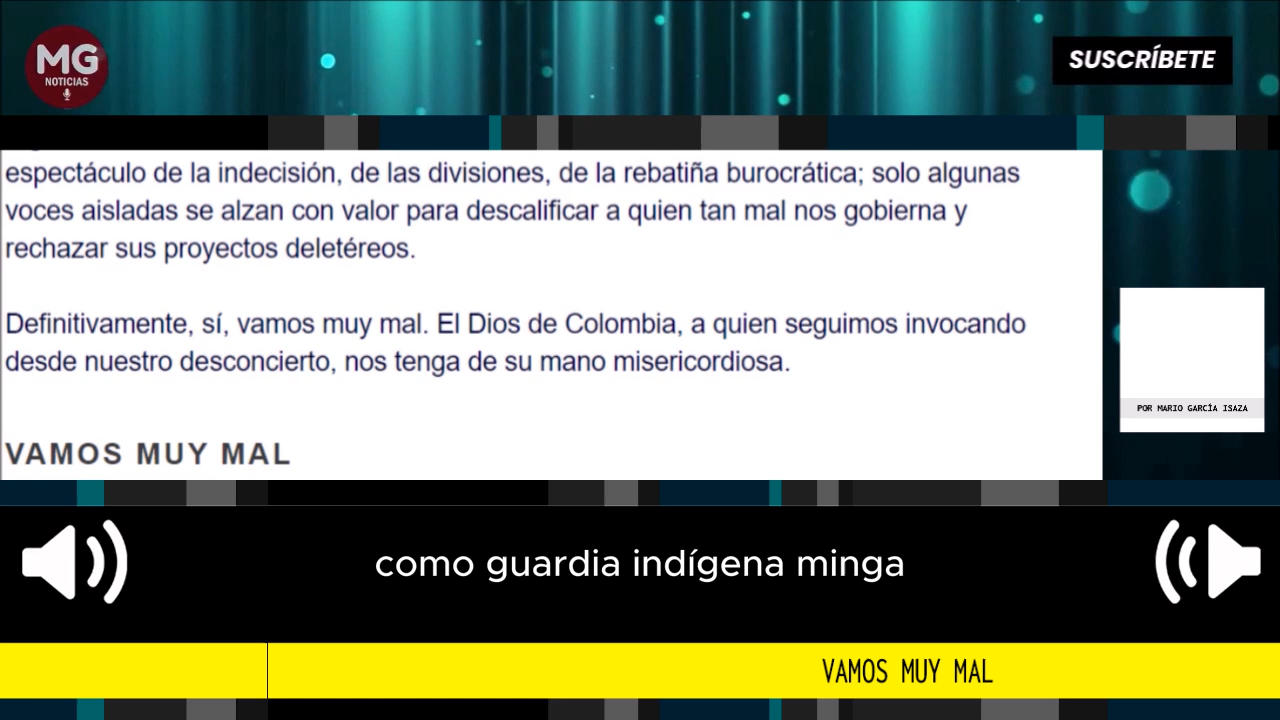 MG
NOTICIAS
SUSCRÍBETE
espectáculo de la indecisión, de las divisiones, de la rebatiña burocrática; solo algunas
voces aisladas se alzan con valor para descalificar a quien tan mal nos gobierna y
rechazar sus proyectos deletéreos.
Definitivamente, sí, vamos muy mal. El Dios de Colombia, a quien seguimos invocando
desde nuestro desconcierto, nos tenga de su mano misericordiosa.
VAMOS MUY MAL
POR MARIO GARCÍA ISAZA
como guardia indígena minga
VAMOS MUY MAL